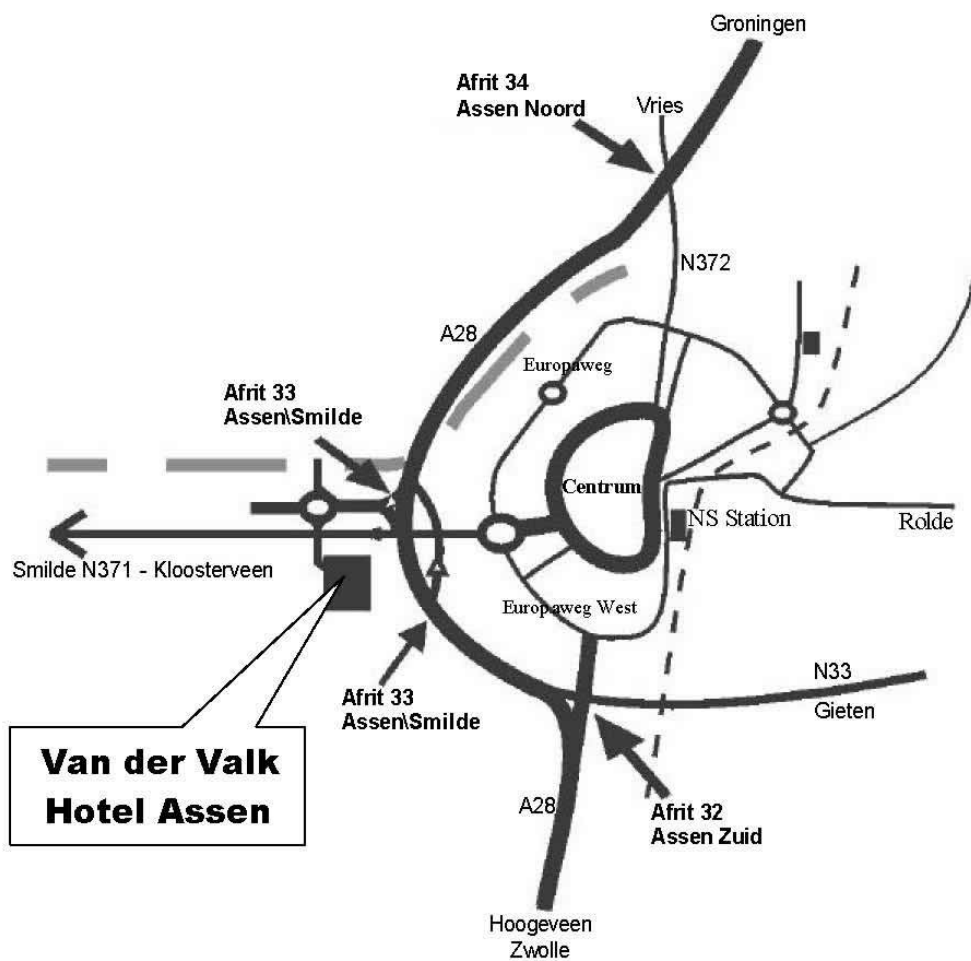 Groningen
Afrit 34
Assen Noord
Vries
N372
A28
Europaweg
Afrit 33
Assen\Smilde
Centrum
NS Station
Rolde
Smilde N371 - Kloosterveen
Europaweg West
Afrit 33
Assen\Smilde
N33
Gieten
Van der Valk
Hotel Assen
A28
Afrit 32
Assen Zuid
Hoogeveen
Zwolle